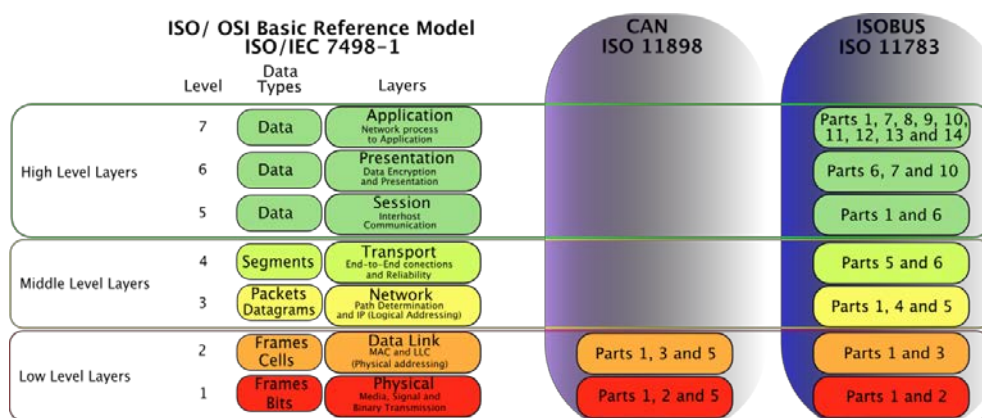 ISO/ OSI Basic Reference Model
ISO/IEC 7498-1
CAN
ISO 11898
ISOBUS
ISO 11783
Level
Data
Types
Layers
High Level Layers
7
Data
Application
Network process
to Application
Parts 1, 7, 8, 9, 10,
11, 12, 13 and 14
6
Data
Presentation
Data Encryption
and Presentation
Parts 6, 7 and 10
5
Data
Session
Interhost
Communication
Parts 1 and 6
Middle Level Layers
4
Segments
Transport
End-to-End conections
and Reliability
Parts 5 and 6
3
Packets
Datagrams
Network
Path Determination
and IP (Logical Addressing)
Parts 1, 4 and 5
Low Level Layers
2
Frames
Cells
Data Link
MAC and LLC
(Physical addressing)
Parts 1, 3 and 5
Parts 1 and 3
1
Frames
Bits
Physical
Media, Signal and
Binary Transmission
Parts 1, 2 and 5
Parts 1 and 2